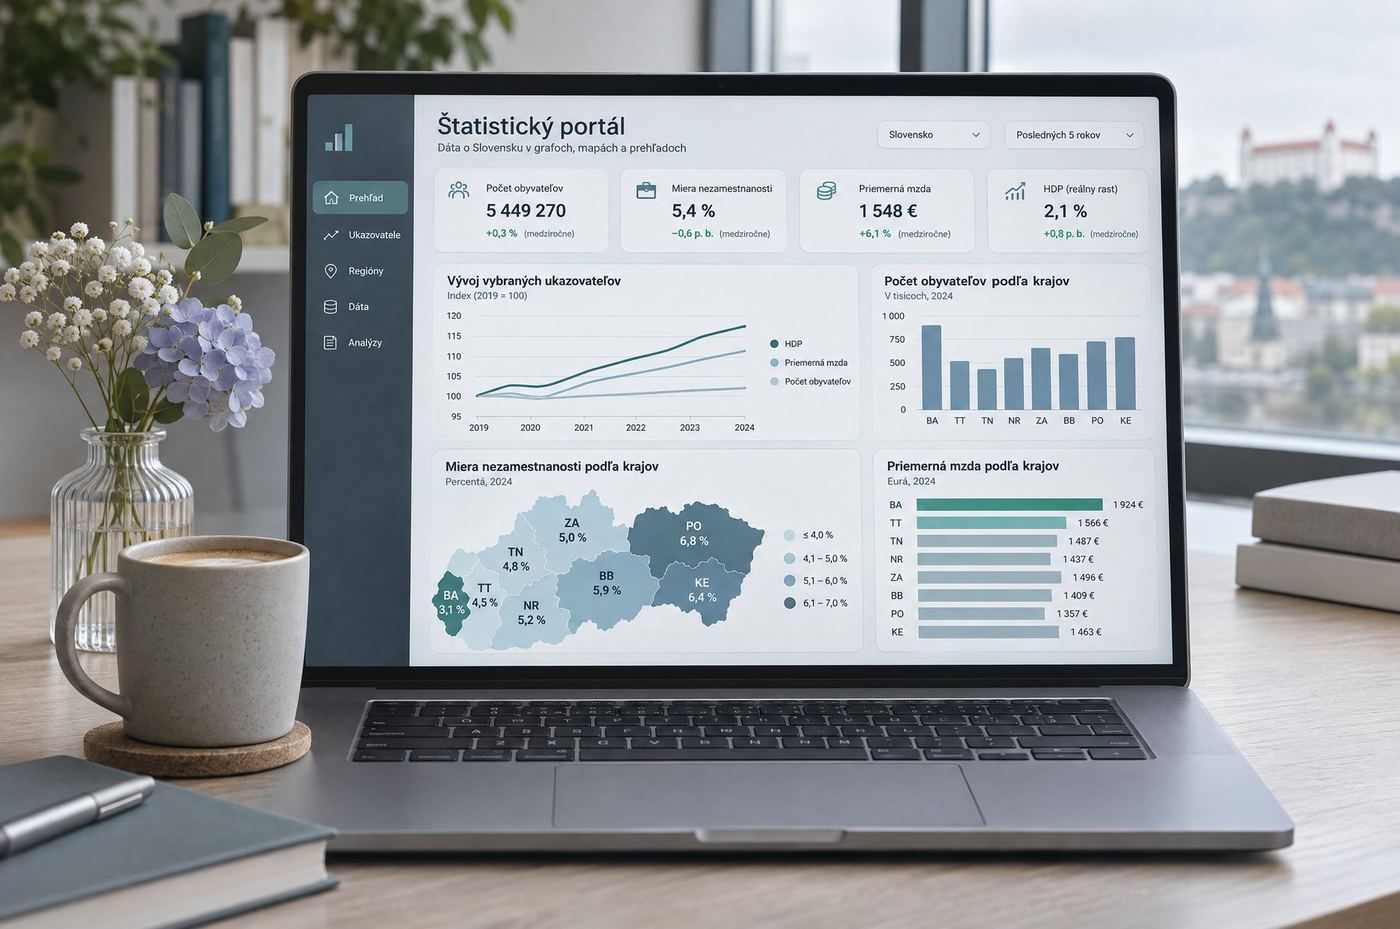 Štatistický portál
Dáta o Slovensku v grafoch, mapách a prehľadoch
Slovensko
Posledných 5 rokov
Prehľad
Ukazovatele
Regióny
Dáta
Analýzy
Počet obyvateľov
5 449 270
+0,3 % (medziročne)
Miera nezamestnanosti
5,4 %
−0,6 p. b. (medziročne)
Priemerná mzda
1 548 €
+6,1 % (medziročne)
HDP (reálny rast)
2,1 %
+0,8 p. b. (medziročne)
Vývoj vybraných ukazovateľov
Index (2019 = 100)
120
115
110
105
100
95
2019 2020 2021 2022 2023 2024
HDP
Priemerná mzda
Počet obyvateľov
Počet obyvateľov podľa krajov
V tisícoch, 2024
1 000
750
500
250
0
BA TT TN NR ZA BB PO KE
Miera nezamestnanosti podľa krajov
Percentá, 2024
ZA
5,0 %
PO
6,8 %
TN
4,8 %
BB
5,9 %
KE
6,4 %
TT
4,5 %
BA
3,1 %
NR
5,2 %
≤ 4,0 %
4,1 – 5,0 %
5,1 – 6,0 %
6,1 – 7,0 %
Priemerná mzda podľa krajov
Eurá, 2024
BA 1 924 €
TT 1 566 €
TN 1 487 €
NR 1 437 €
ZA 1 496 €
BB 1 409 €
PO 1 357 €
KE 1 463 €